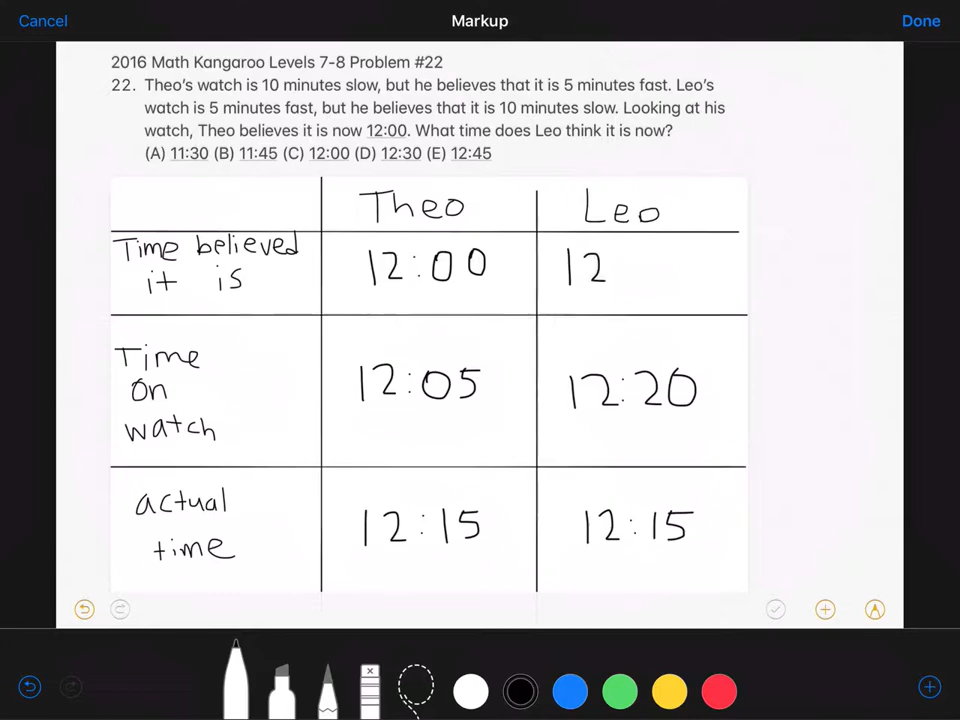 Cancel
Markup
Done
2016 Math Kangaroo Levels 7-8 Problem #22
22. Theo's watch is 10 minutes slow, but he believes that it is 5 minutes fast. Leo's
watch is 5 minutes fast, but he believes that it is 10 minutes slow. Looking at his
watch, Theo believes it is now 12:00. What time does Leo think it is now?
(A) 11:30 (B) 11:45 (C) 12:00 (D) 12:30 (E) 12:45
Theo
Leo
Time believed
it is
12:00
12
Time
on
watch
12:05
12:20
actual
time
12:15
12:15